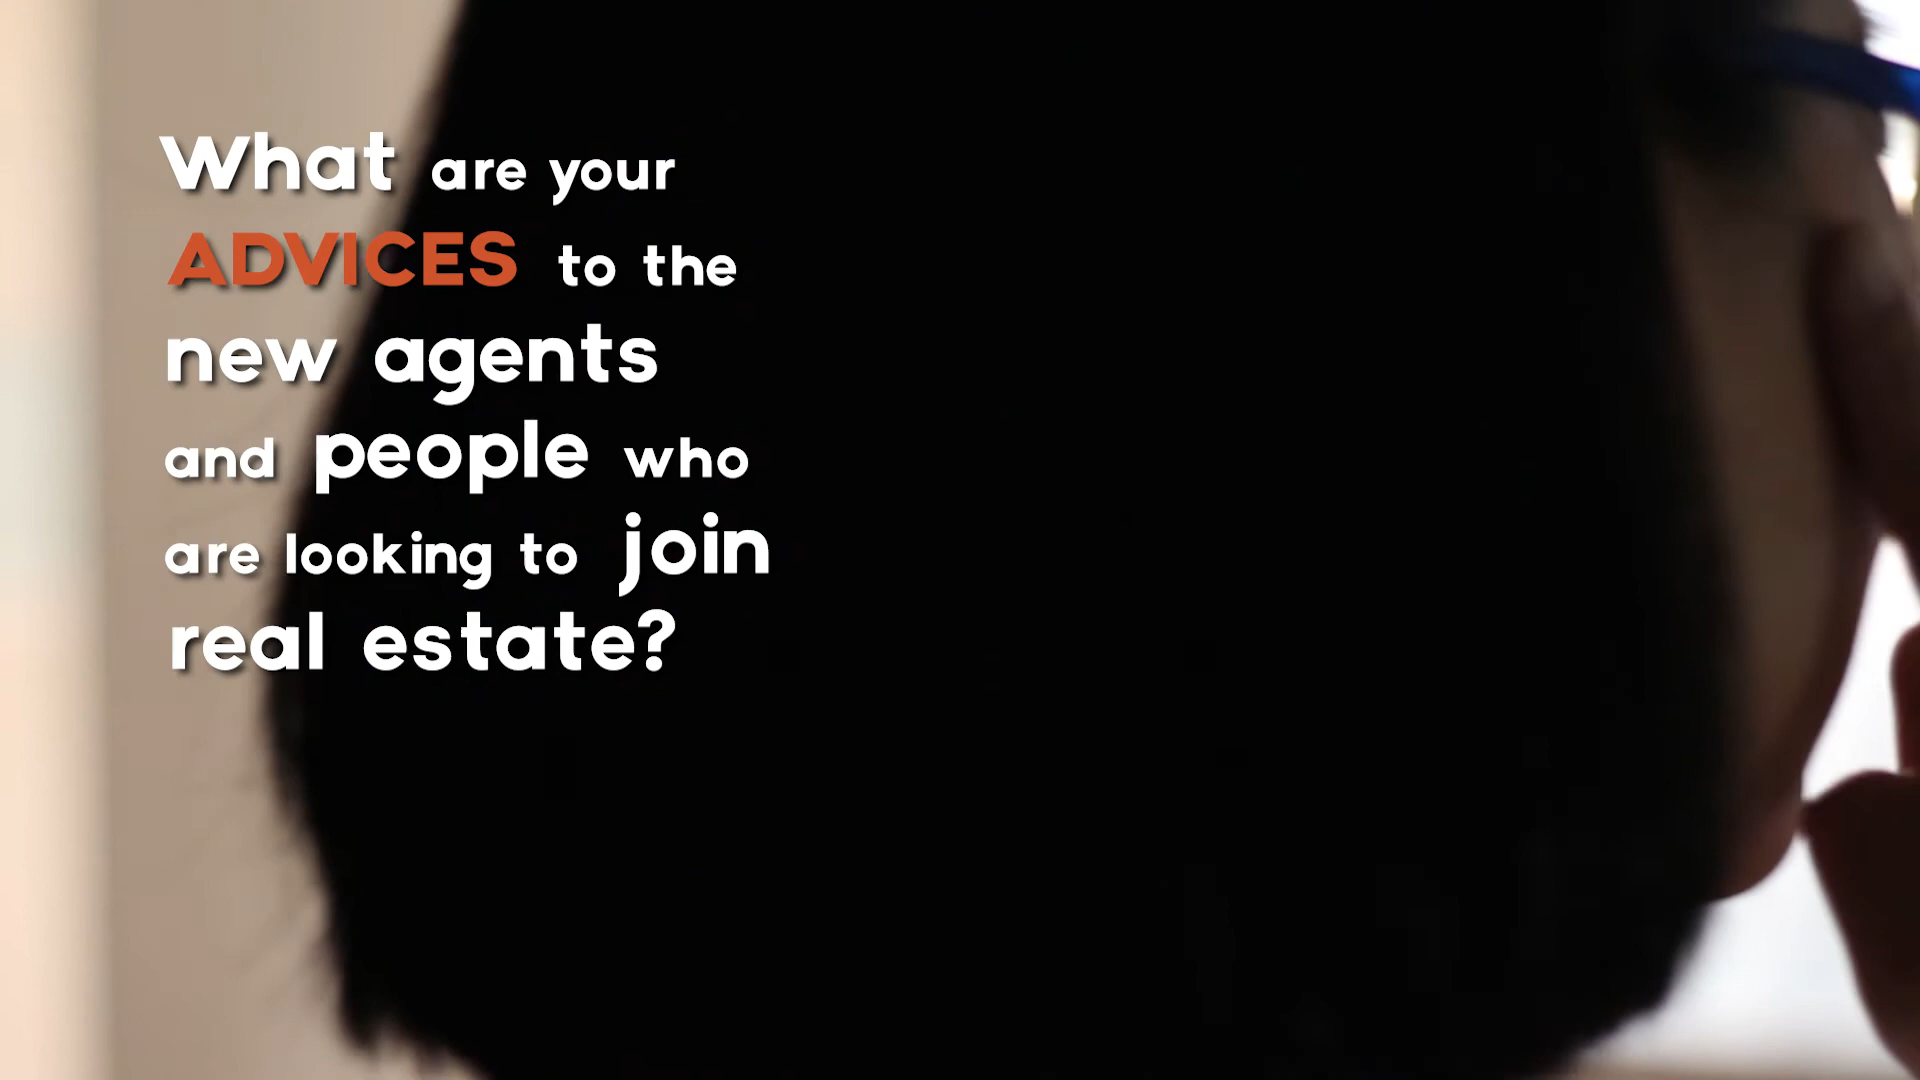 What are your
ADVICES to the
new agents
and people who
are looking to join
real estate?